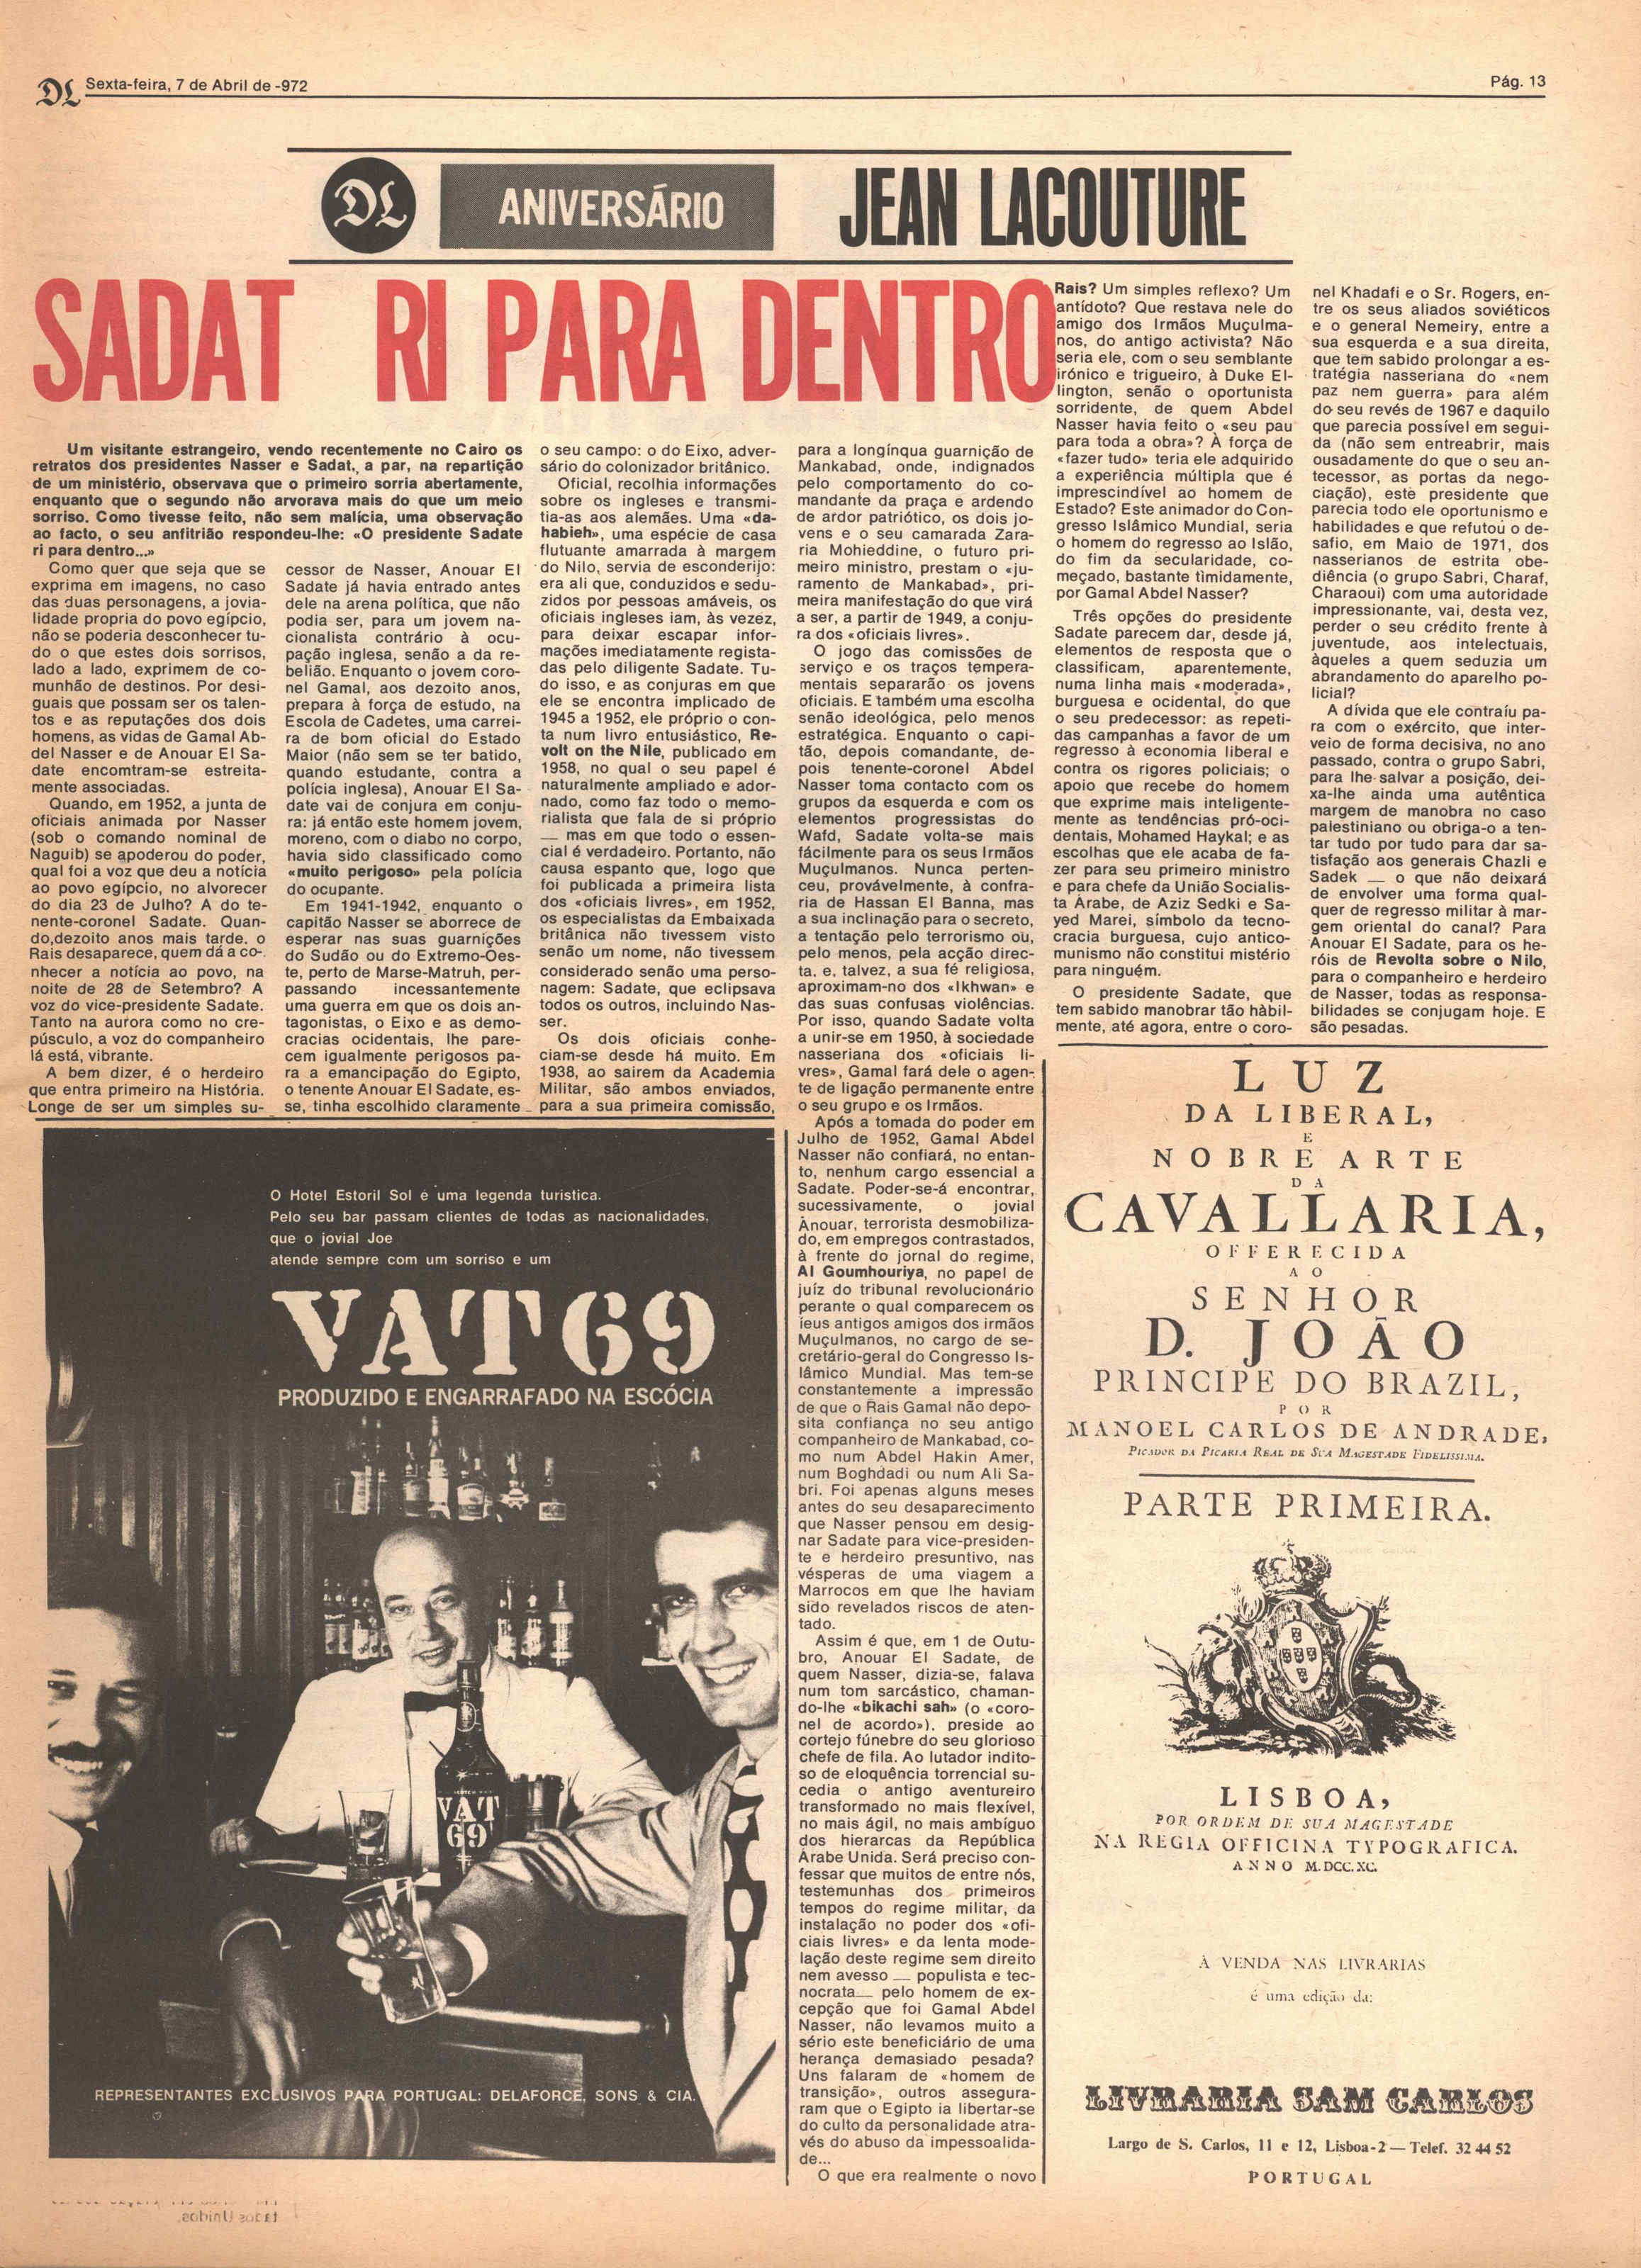 DL Sexta-feira, 7 de Abril de -972
Pág. 13
DL ANIVERSÁRIO JEAN LACOUTURE
SADAT RI PARA DENTRO
Um visitante estrangeiro, vendo recentemente no Cairo os
retratos dos presidentes Nasser e Sadat, a par, na repartição
de um ministério, observava que o primeiro sorria abertamente,
enquanto que o segundo não arvorava mais do que um meio
sorriso. Como tivesse feito, não sem malícia, uma observação
ao facto, o seu anfitrião respondeu-lhe: «O presidente Sadate
ri para dentro...»
Como quer que seja que se
exprima em imagens, no caso
das duas personagens, a jovia-
lidade propria do povo egípcio,
não se poderia desconhecer tu-
do o que estes dois sorrisos,
lado a lado, exprimem de co-
munhão de destinos. Por desi-
guais que possam ser os talen-
tos e as reputações dos dois
homens, as vidas de Gamal Ab-
del Nasser e de Anouar El Sa-
date encomtram-se estreita-
mente associadas.
Quando, em 1952, a junta de
oficiais animada por Nasser
(sob o comando nominal de
Naguib) se apoderou do poder,
qual foi a voz que deu a notícia
ao povo egípcio, no alvorecer
do dia 23 de Julho? A do te-
nente-coronel Sadate. Quan-
do,dezoito anos mais tarde. o
Rais desaparece, quem dá a co-
nhecer a notícia ao povo, na
noite de 28 de Setembro? A
voz do vice-presidente Sadate.
Tanto na aurora como no cre-
púsculo, a voz do companheiro
lá está, vibrante.
A bem dizer, é o herdeiro
que entra primeiro na História.
Longe de ser um simples su-
cessor de Nasser, Anouar El
Sadate já havia entrado antes
dele na arena política, que não
podia ser, para um jovem na-
cionalista contrário à ocu-
pação inglesa, senão a da re-
belião. Enquanto o jovem coro-
nel Gamal, aos dezoito anos,
prepara à força de estudo, na
Escola de Cadetes, uma carrei-
ra de bom oficial do Estado
Maior (não sem se ter batido,
quando estudante, contra a
polícia inglesa), Anouar El Sa-
date vai de conjura em conju-
ra: já então este homem jovem,
moreno, com o diabo no corpo,
havia sido classificado como
«muito perigoso» pela polícia
do ocupante.
Em 1941-1942, enquanto o
capitão Nasser se aborrece de
esperar nas suas guarnições
do Sudão ou do Extremo-Oes-
te, perto de Marse-Matruh, per-
passando incessantemente
uma guerra em que os dois an-
tagonistas, o Eixo e as demo-
cracias ocidentais, lhe pare-
cem igualmente perigosos pa-
ra a emancipação do Egipto,
o tenente Anouar El Sadate, es-
se, tinha escolhido claramente
o seu campo: o do Eixo, adver-
sário do colonizador britânico.
Oficial, recolhia informações
sobre os ingleses e transmi-
tia-as aos alemães. Uma «da-
habieh», uma espécie de casa
flutuante amarrada à margem
do Nilo, servia de esconderijo:
era ali que, conduzidos e sedu-
zidos por pessoas amáveis, os
oficiais ingleses iam, às vezes,
para deixar escapar infor-
mações imediatamente regista-
das pelo diligente Sadate. Tu-
do isso, e as conjuras em que
ele se encontra implicado de
1945 a 1952, ele próprio o con-
ta num livro entusiástico, Re-
volt on the Nile, publicado em
1958, no qual o seu papel é
naturalmente ampliado e ador-
nado, como faz todo o memo-
rialista que fala de si próprio
— mas em que todo o essen-
cial é verdadeiro. Portanto, não
causa espanto que, logo que
foi publicada a primeira lista
dos «oficiais livres», em 1952,
os especialistas da Embaixada
britânica não tivessem visto
senão um nome, não tivessem
considerado senão uma perso-
nagem: Sadate, que eclipsava
todos os outros, incluindo Nas-
ser.
Os dois oficiais conhe-
ciam-se desde há muito. Em
1938, ao sairem da Academia
Militar, são ambos enviados,
para a sua primeira comissão,
para a longínqua guarnição de
Mankabad, onde, indignados
pelo comportamento do co-
mandante da praça e ardendo
de ardor patriótico, os dois jo-
vens e o seu camarada Zara-
ria Mohieddine, o futuro pri-
meiro ministro, prestam o «ju-
ramento de Mankabad», pri-
meira manifestação do que virá
a ser, a partir de 1949, a conju-
ra dos «oficiais livres».
O jogo das comissões de
serviço e os traços tempera-
mentais separarão os jovens
oficiais. E também uma escolha
senão ideológica, pelo menos
estratégica. Enquanto o capi-
tão, depois comandante, de-
pois tenente-coronel Abdel
Nasser toma contacto com os
grupos da esquerda e com os
elementos progressistas do
Wafd, Sadate volta-se mais
fàcilmente para os seus Irmãos
Muçulmanos. Nunca perten-
ceu, provàvelmente, à confra-
ria de Hassan El Banna, mas
a sua inclinação para o secreto,
a tentação pelo terrorismo ou,
pelo menos, pela acção direc-
ta. e. talvez, a sua fé religiosa,
aproximam-no dos «Ikhwan» e
das suas confusas violências.
Por isso, quando Sadate volta
a unir-se em 1950, à sociedade
nasseriana dos «oficiais li-
vres», Gamal fará dele o agen-
te de ligação permanente entre
o seu grupo e os Irmãos.
Após a tomada do poder em
Julho de 1952, Gamal Abdel
Nasser não confiará, no entan-
to, nenhum cargo essencial a
Sadate. Poder-se-á encontrar,
sucessivamente, o jovial
Anouar, terrorista desmobiliza-
do, em empregos contrastados,
à frente do jornal do regime,
Al Goumhouriya, no papel de
juíz do tribunal revolucionário
perante o qual comparecem os
ieus antigos amigos dos irmãos
Muçulmanos, no cargo de se-
cretário-geral do Congresso Is-
lâmico Mundial. Mas tem-se
constantemente a impressão
de que o Rais Gamal não depo-
sita confiança no seu antigo
companheiro de Mankabad, co-
mo num Abdel Hakin Amer,
num Boghdadi ou num Ali Sa-
bri. Foi apenas alguns meses
antes do seu desaparecimento
que Nasser pensou em desig-
nar Sadate para vice-presiden-
te e herdeiro presuntivo, nas
vésperas de uma viagem a
Marrocos em que lhe haviam
sido revelados riscos de aten-
tado.
Assim é que, em 1 de Outu-
bro, Anouar El Sadate, de
quem Nasser, dizia-se, falava
num tom sarcástico, chaman-
do-lhe «bikachi sah» (o «coro-
nel de acordo»). preside ao
cortejo fúnebre do seu glorioso
chefe de fila. Ao lutador indito-
so de eloquência torrencial su-
cedia o antigo aventureiro
transformado no mais flexível,
no mais ágil, no mais ambíguo
dos hierarcas da República
Arabe Unida. Será preciso con-
fessar que muitos de entre nós,
testemunhas dos primeiros
tempos do regime militar, da
instalação no poder dos «ofi-
ciais livres» e da lenta mode-
lação deste regime sem direito
nem avesso — populista e tec-
nocrata— pelo homem de ex-
cepção que foi Gamal Abdel
Nasser, não levamos muito a
sério este beneficiário de uma
herança demasiado pesada?
Uns falaram de «homem de
transição», outros assegura-
ram que o Egipto ia libertar-se
do culto da personalidade atra-
vés do abuso da impessoalida-
de...
O que era realmente o novo
Rais? Um simples reflexo? Um
antídoto? Que restava nele do
amigo dos Irmãos Muçulma-
nos, do antigo activista? Não
seria ele, com o seu semblante
irónico e trigueiro, à Duke El-
lington, senão o oportunista
sorridente, de quem Abdel
Nasser havia feito o «seu pau
para toda a obra»? À força de
«fazer tudo» teria ele adquirido
a experiência múltipla que é
imprescindível ao homem de
Estado? Este animador do Con-
gresso Islâmico Mundial, seria
o homem do regresso ao Islão,
do fim da secularidade, co-
meçado, bastante timidamente,
por Gamal Abdel Nasser?
Três opções do presidente
Sadate parecem dar, desde já,
elementos de resposta que o
classificam, aparentemente,
numa linha mais «moderada»,
burguesa e ocidental, do que
o seu predecessor: as repeti-
das campanhas a favor de um
regresso à economia liberal e
contra os rigores policiais; o
apoio que recebe do homem
que exprime mais inteligente-
mente as tendências pró-oci-
dentais, Mohamed Haykal; e as
escolhas que ele acaba de fa-
zer para seu primeiro ministro
e para chefe da União Socialis-
ta Arabe, de Aziz Sedki e Sa-
yed Marei, símbolo da tecno-
cracia burguesa, cujo antico-
munismo não constitui mistério
para ninguém.
O presidente Sadate, que
tem sabido manobrar tão hàbil-
mente, até agora, entre o coro-
nel Khadafi e o Sr. Rogers, en-
tre os seus aliados soviéticos
e o general Nemeiry, entre a
sua esquerda e a sua direita,
que tem sabido prolongar a es-
tratégia nasseriana do «nem
paz nem guerra» para além
do seu revés de 1967 e daquilo
que parecia possível em segui-
da (não sem entreabrir, mais
ousadamente do que o seu an-
tecessor, as portas da nego-
ciação), este presidente que
parecia todo ele oportunismo e
habilidades e que refutou o de-
safio, em Maio de 1971, dos
nasserianos de estrita obe-
diência (o grupo Sabri, Charaf,
Charaoui) com uma autoridade
impressionante, vai, desta vez,
perder o seu crédito frente à
juventude, aos intelectuais,
àqueles a quem seduzia um
abrandamento do aparelho po-
licial?
A dívida que ele contraíu pa-
ra com o exército, que inter-
veio de forma decisiva, no ano
passado, contra o grupo Sabri,
para lhe salvar a posição, dei-
xa-lhe ainda uma autêntica
margem de manobra no caso
palestiniano ou obriga-o a ten-
tar tudo por tudo para dar sa-
tisfação aos generais Chazli e
Sadek — o que não deixará
de envolver uma forma qual-
quer de regresso militar à mar-
gem oriental do canal? Para
Anouar El Sadate, para os he-
róis de Revolta sobre o Nilo,
para o companheiro e herdeiro
de Nasser, todas as responsa-
bilidades se conjugam hoje. E
são pesadas.
O Hotel Estoril Sol é uma legenda turística.
Pelo seu bar passam clientes de todas as nacionalidades,
que o jovial Joe
atende sempre com um sorriso e um
VAT69
PRODUZIDO E ENGARRAFADO NA ESCÓCIA
VAT
69
REPRESENTANTES EXCLUSIVOS PARA PORTUGAL: DELAFORCE, SONS & CIA.
LUZ
DA LIBERAL,
E
NOBRE ARTE
DA
CAVALLARIA,
OFFERECIDA
AO
SENHOR
D. JOÃO
PRINCIPE DO BRAZIL,
POR
MANOEL CARLOS DE ANDRADE,
PICADOR DA PICARIA REAL DE SUA MAGESTADE FIDELISSIMA.
PARTE PRIMEIRA.
LISBOA,
POR ORDEM DE SUA MAGESTADE
NA REGIA OFFICINA TYPOGRAFICA.
ANNO M.DCC.XC.
À VENDA NAS LIVRARIAS
é uma edição da:
LIVRARIA SAM CARLOS
Largo de S. Carlos, 11 e 12, Lisboa-2 — Telef. 32 44 52
PORTUGAL
tados Unidos.